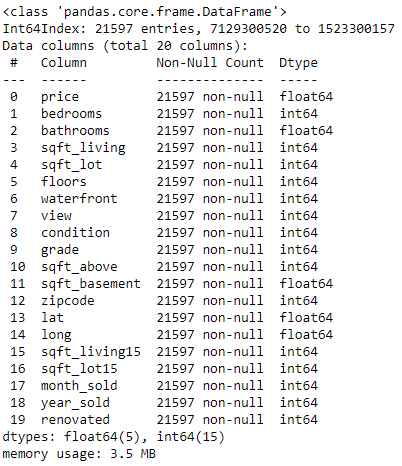 <class 'pandas.core.frame.DataFrame'>
Int64Index: 21597 entries, 7129300520 to 1523300157
Data columns (total 20 columns):
 #   Column         Non-Null Count  Dtype
---  ------         --------------  -----
 0   price          21597 non-null  float64
 1   bedrooms       21597 non-null  int64
 2   bathrooms      21597 non-null  float64
 3   sqft_living    21597 non-null  int64
 4   sqft_lot       21597 non-null  int64
 5   floors         21597 non-null  int64
 6   waterfront     21597 non-null  int64
 7   view           21597 non-null  int64
 8   condition      21597 non-null  int64
 9   grade          21597 non-null  int64
 10  sqft_above     21597 non-null  int64
 11  sqft_basement  21597 non-null  float64
 12  zipcode        21597 non-null  int64
 13  lat            21597 non-null  float64
 14  long           21597 non-null  float64
 15  sqft_living15  21597 non-null  int64
 16  sqft_lot15     21597 non-null  int64
 17  month_sold     21597 non-null  int64
 18  year_sold      21597 non-null  int64
 19  renovated      21597 non-null  int64
dtypes: float64(5), int64(15)
memory usage: 3.5 MB